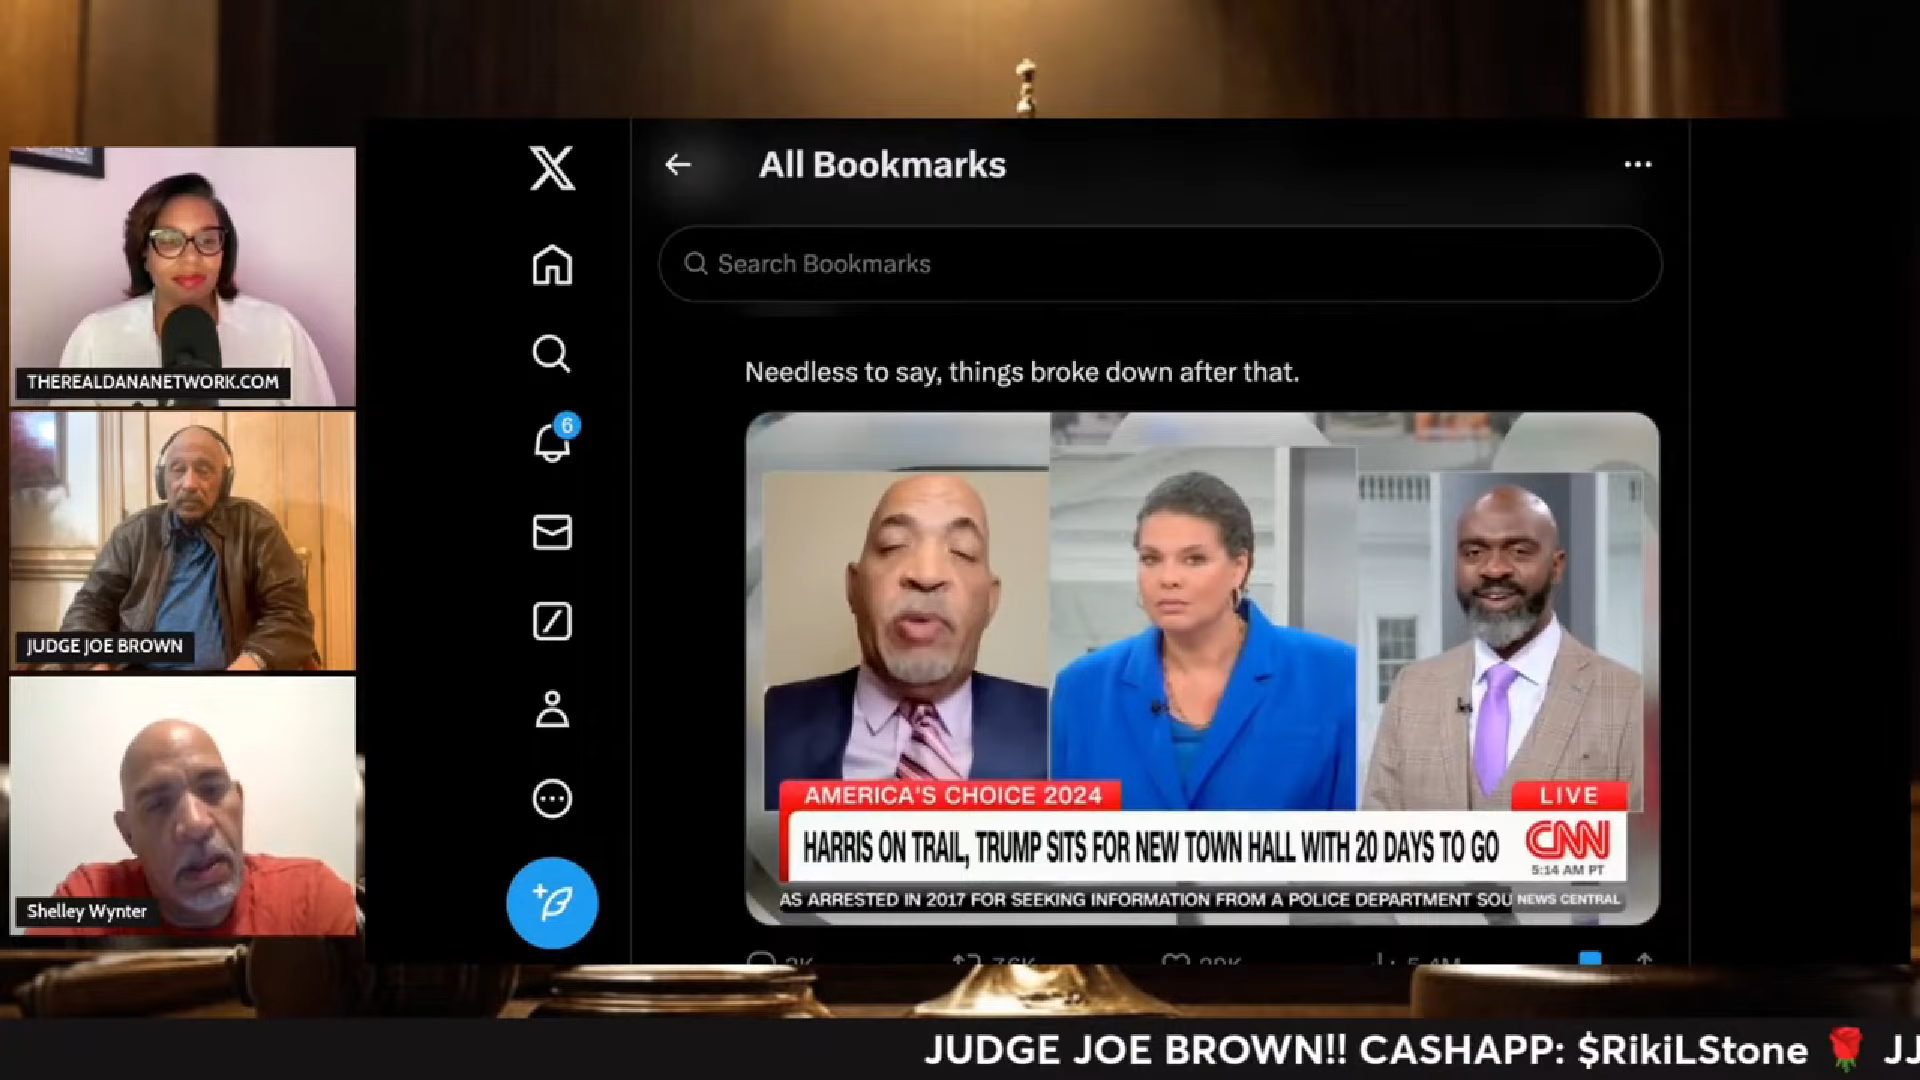 All Bookmarks
Search Bookmarks
6
Needless to say, things broke down after that.
THEREALDANANETWORK.COM
JUDGE JOE BROWN
Shelley Wynter
AMERICA'S CHOICE 2024
LIVE
HARRIS ON TRAIL, TRUMP SITS FOR NEW TOWN HALL WITH 20 DAYS TO GO
CNN
5:14 AM PT
AS ARRESTED IN 2017 FOR SEEKING INFORMATION FROM A POLICE DEPARTMENT SOU
NEWS CENTRAL
JUDGE JOE BROWN!! CASHAPP: $RikiLStone 🌹 JJ